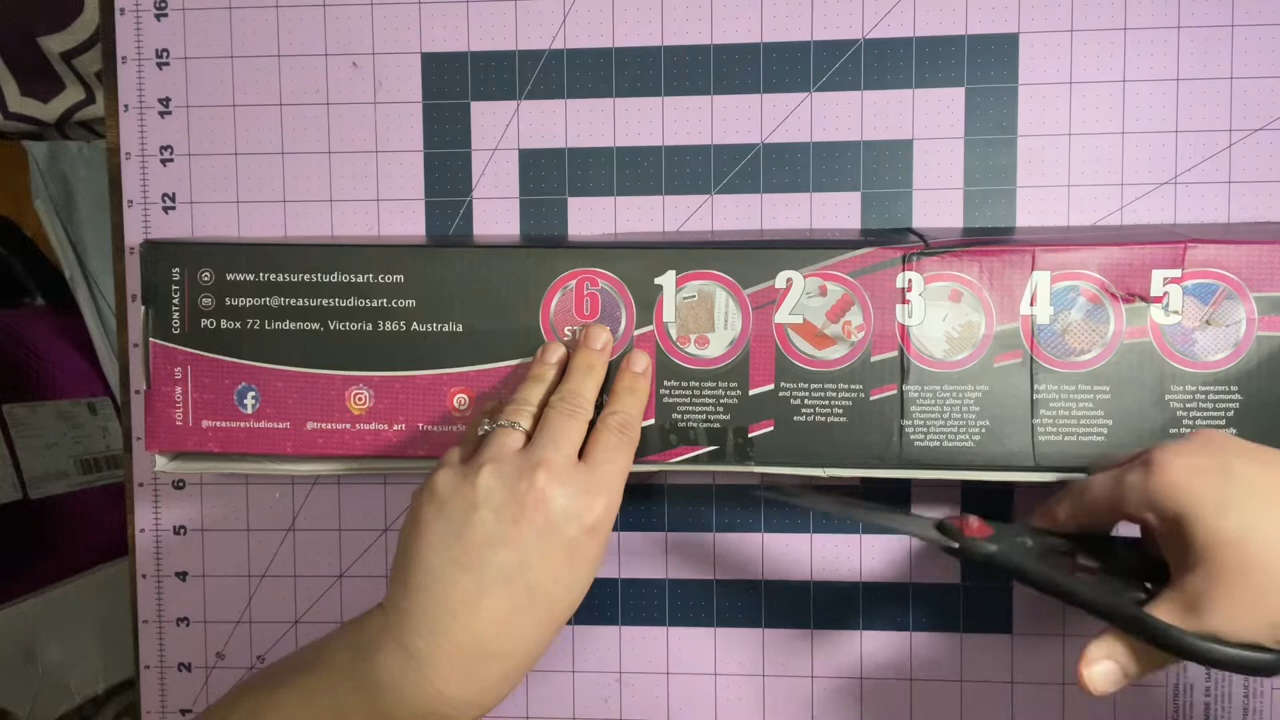 CONTACT US
www.treasurestudiosart.com
support@treasurestudiosart.com
PO Box 72 Lindenow, Victoria 3865 Australia
FOLLOW US
@treasurestudiosart
@treasure_studios_art
6
1
Refer to the color list on
the canvas to identify each
diamond number, which
corresponds to
the printed symbol
on the canvas.
2
Press the pen into the wax
and make sure the placer is
full. Remove excess
wax from the
end of the placer.
3
Empty some diamonds into
the tray. Give it a slight
shake to allow the
diamonds to sit in the
channels of the tray.
Use the single placer to pick
up one diamond or use a
wide placer to pick up
multiple diamonds.
4
Pull the clear film away
partially to expose your
working area.
Place the diamonds
on the canvas according
to the corresponding
symbol and number.
5
Use the tweezers to
position the diamonds.
This will help correct
the placement of
the diamond
16
15
14
13
12
11
10
9
8
7
6
5
4
3
2
1
60
45